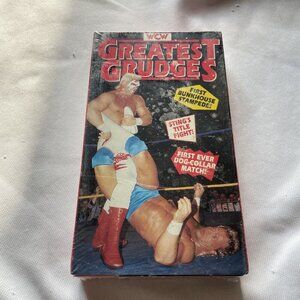 WCW
GREATEST
GRUDGES
FIRST
BUNKHOUSE
STAMPEDE!
STING'S
TITLE
FIGHT!
FIRST EVER
DOG-COLLAR
MATCH!